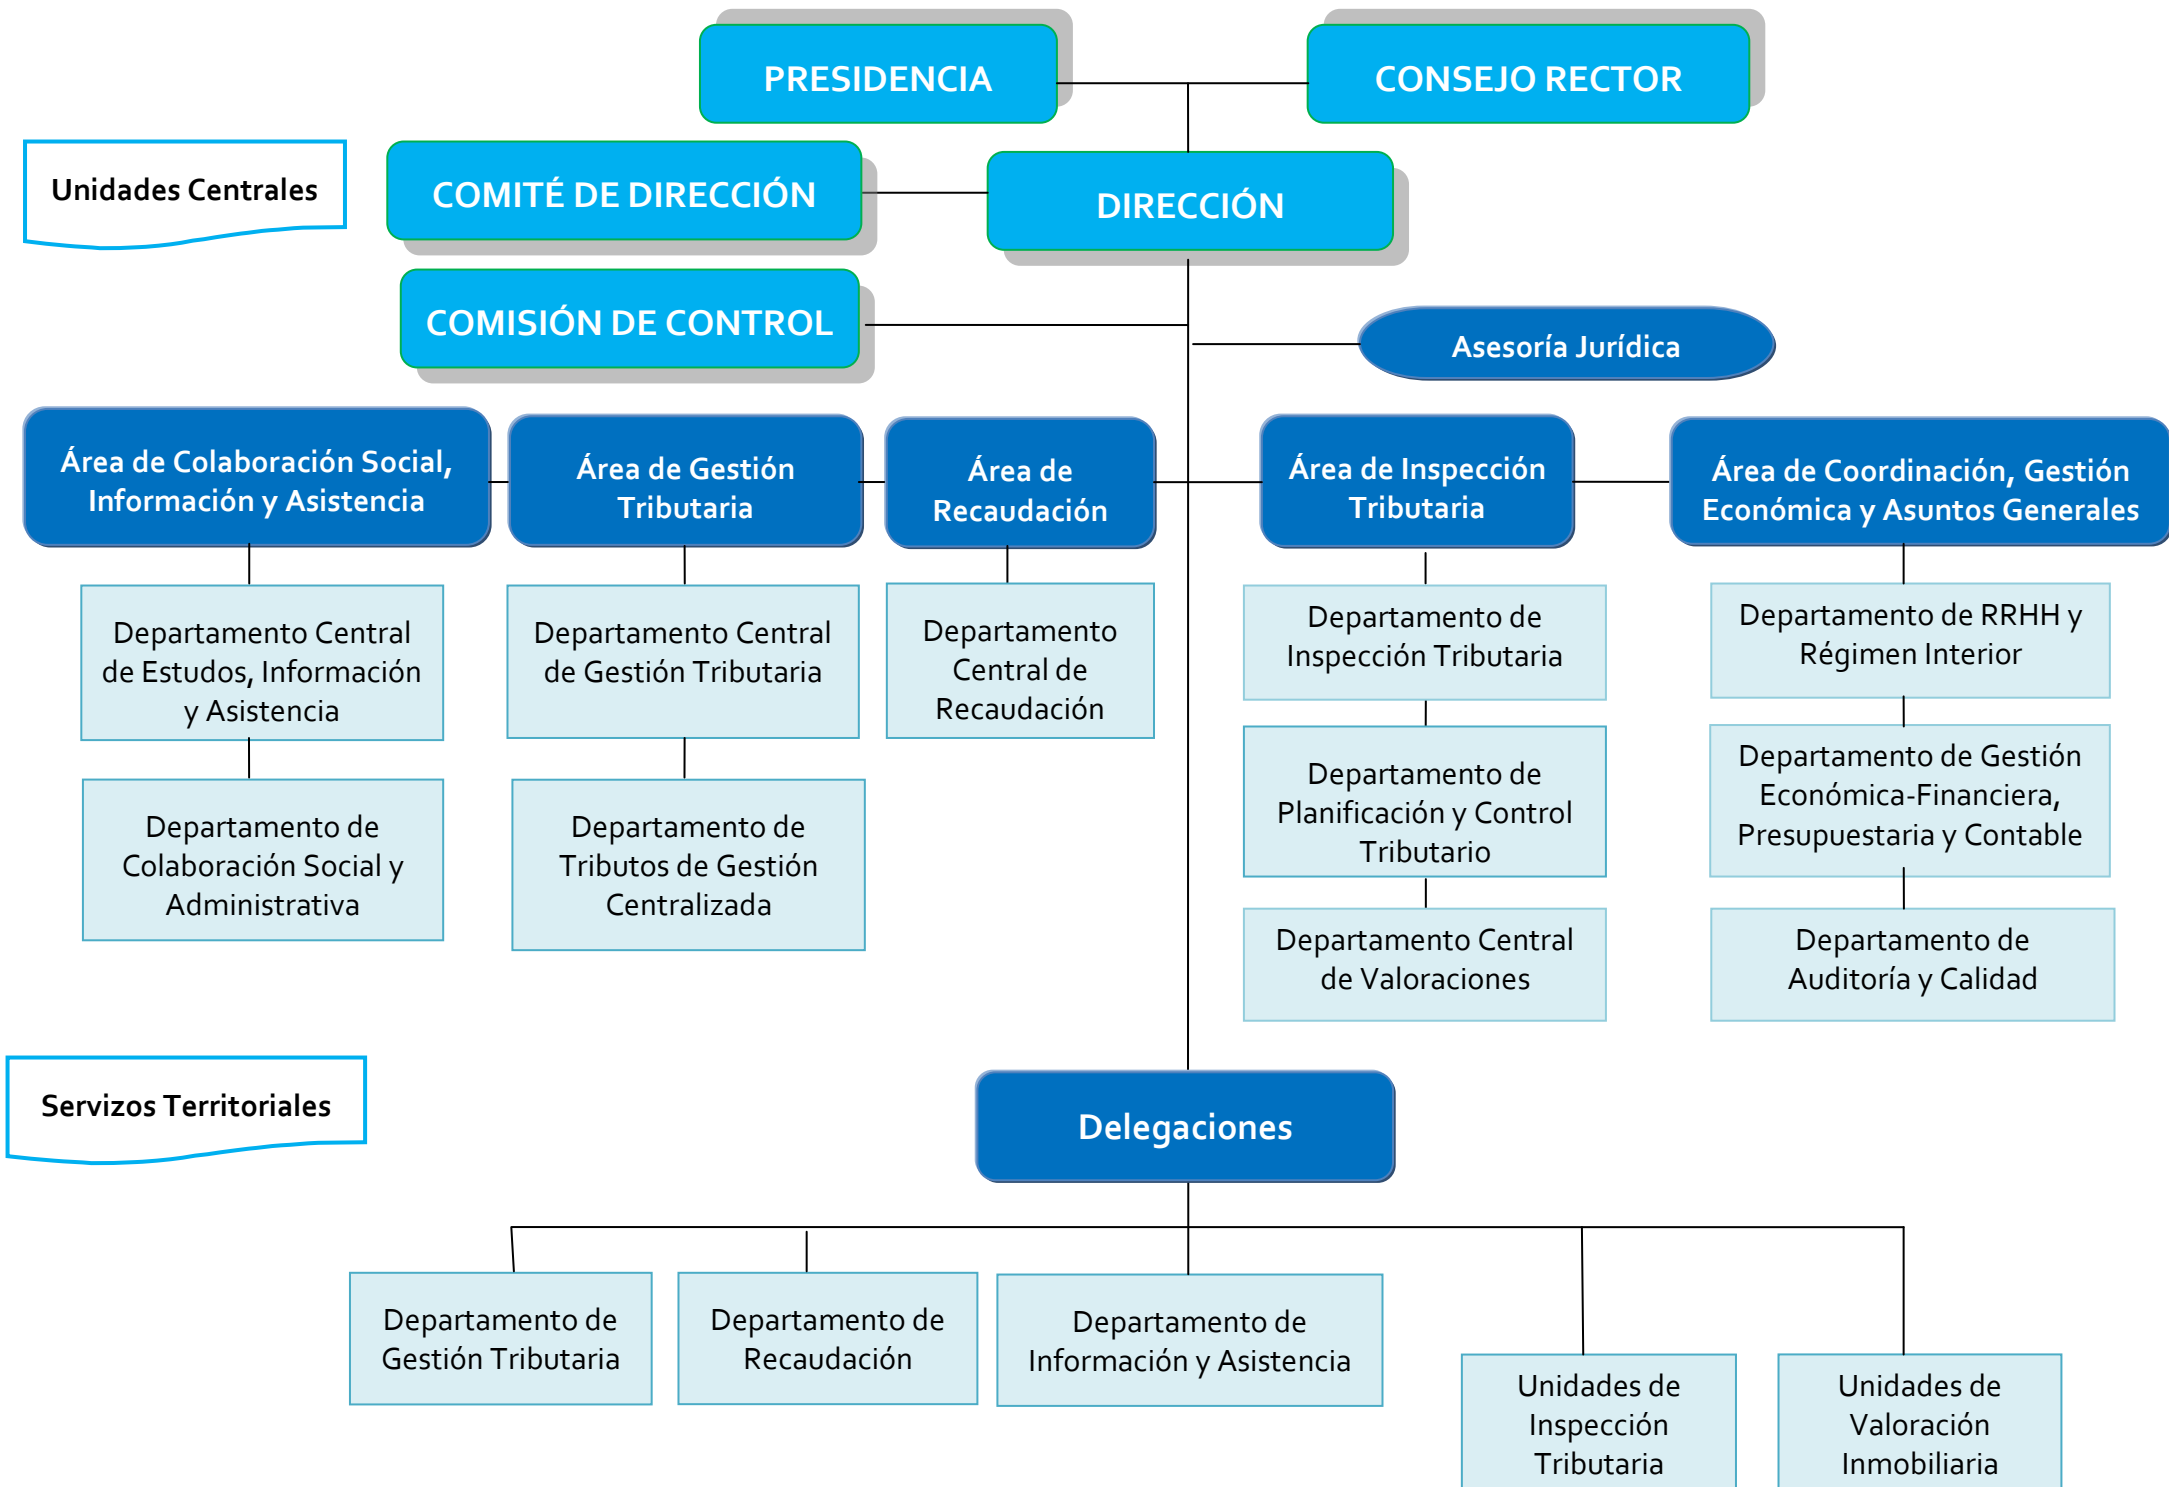 PRESIDENCIA
CONSEJO RECTOR
Unidades Centrales
COMITÉ DE DIRECCIÓN
DIRECCIÓN
COMISIÓN DE CONTROL
Asesoría Jurídica
Área de Colaboración Social,
Información y Asistencia
Área de Gestión
Tributaria
Área de
Recaudación
Área de Inspección
Tributaria
Área de Coordinación, Gestión
Económica y Asuntos Generales
Departamento Central
de Estudos, Información
y Asistencia
Departamento Central
de Gestión Tributaria
Departamento
Central de
Recaudación
Departamento de
Inspección Tributaria
Departamento de RRHH y
Régimen Interior
Departamento de
Colaboración Social y
Administrativa
Departamento de
Tributos de Gestión
Centralizada
Departamento de
Planificación y Control
Tributario
Departamento de Gestión
Económica-Financiera,
Presupuestaria y Contable
Departamento Central
de Valoraciones
Departamento de
Auditoría y Calidad
Servizos Territoriales
Delegaciones
Departamento de
Gestión Tributaria
Departamento de
Recaudación
Departamento de
Información y Asistencia
Unidades de
Inspección
Tributaria
Unidades de
Valoración
Inmobiliaria